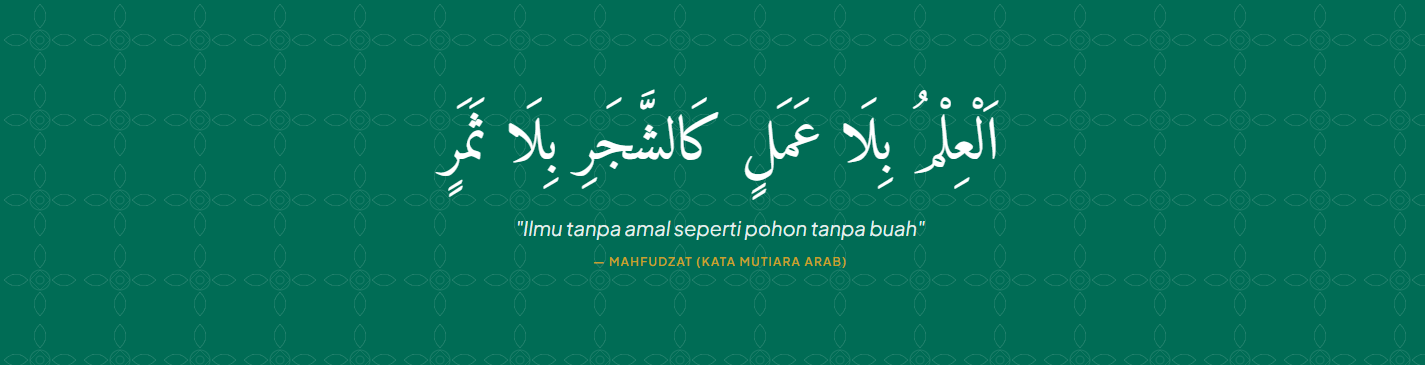 اَلْعِلْمُ بِلَا عَمَلٍ كَالشَّجَرِ بِلَا ثَمَرٍ
"Ilmu tanpa amal seperti pohon tanpa buah"
— MAHFUDZAT (KATA MUTIARA ARAB)